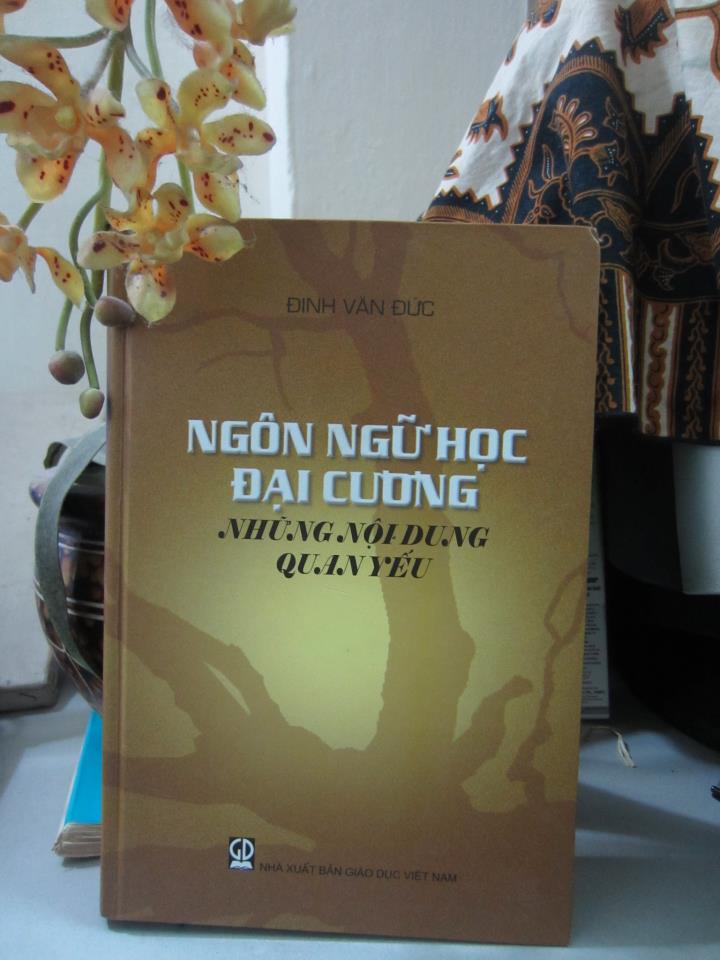 ĐINH VĂN ĐỨC
NGÔN NGỮ HỌC
ĐẠI CƯƠNG
NHỮNG NỘI DUNG
QUAN YẾU
GD
NHÀ XUẤT BẢN GIÁO DỤC VIỆT NAM